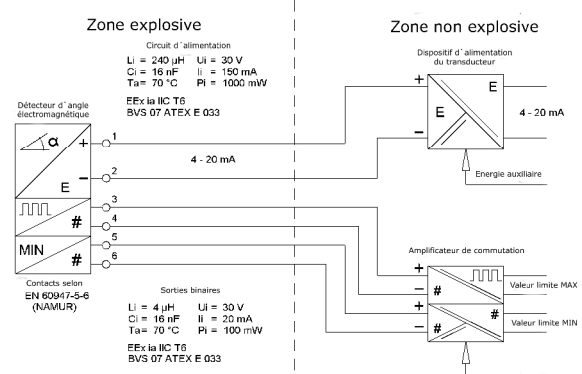 Zone explosive
Zone non explosive
Circuit d`alimentation
Li = 240 µH Ui = 30 V
Ci = 16 nF Ii = 150 mA
Ta= 70 °C Pi = 1000 mW
EEx ia IIC T6
BVS 07 ATEX E 033
Dispositif d`alimentation
du transducteur
+
E
E
−
4 - 20 mA
Energie auxiliaire
Détecteur d`angle
électromagnétique
α
+
1
4 - 20 mA
−
2
E
3
#
4
MIN
5
#
6
Contacts selon
EN 60947-5-6
(NAMUR)
Sorties binaires
Li = 4 µH Ui = 30 V
Ci = 16 nF Ii = 20 mA
Ta= 70 °C Pi = 100 mW
EEx ia IIC T6
BVS 07 ATEX E 033
Amplificateur de commutation
+
− #
Valeur limite MAX
+
#
− #
Valeur limite MIN